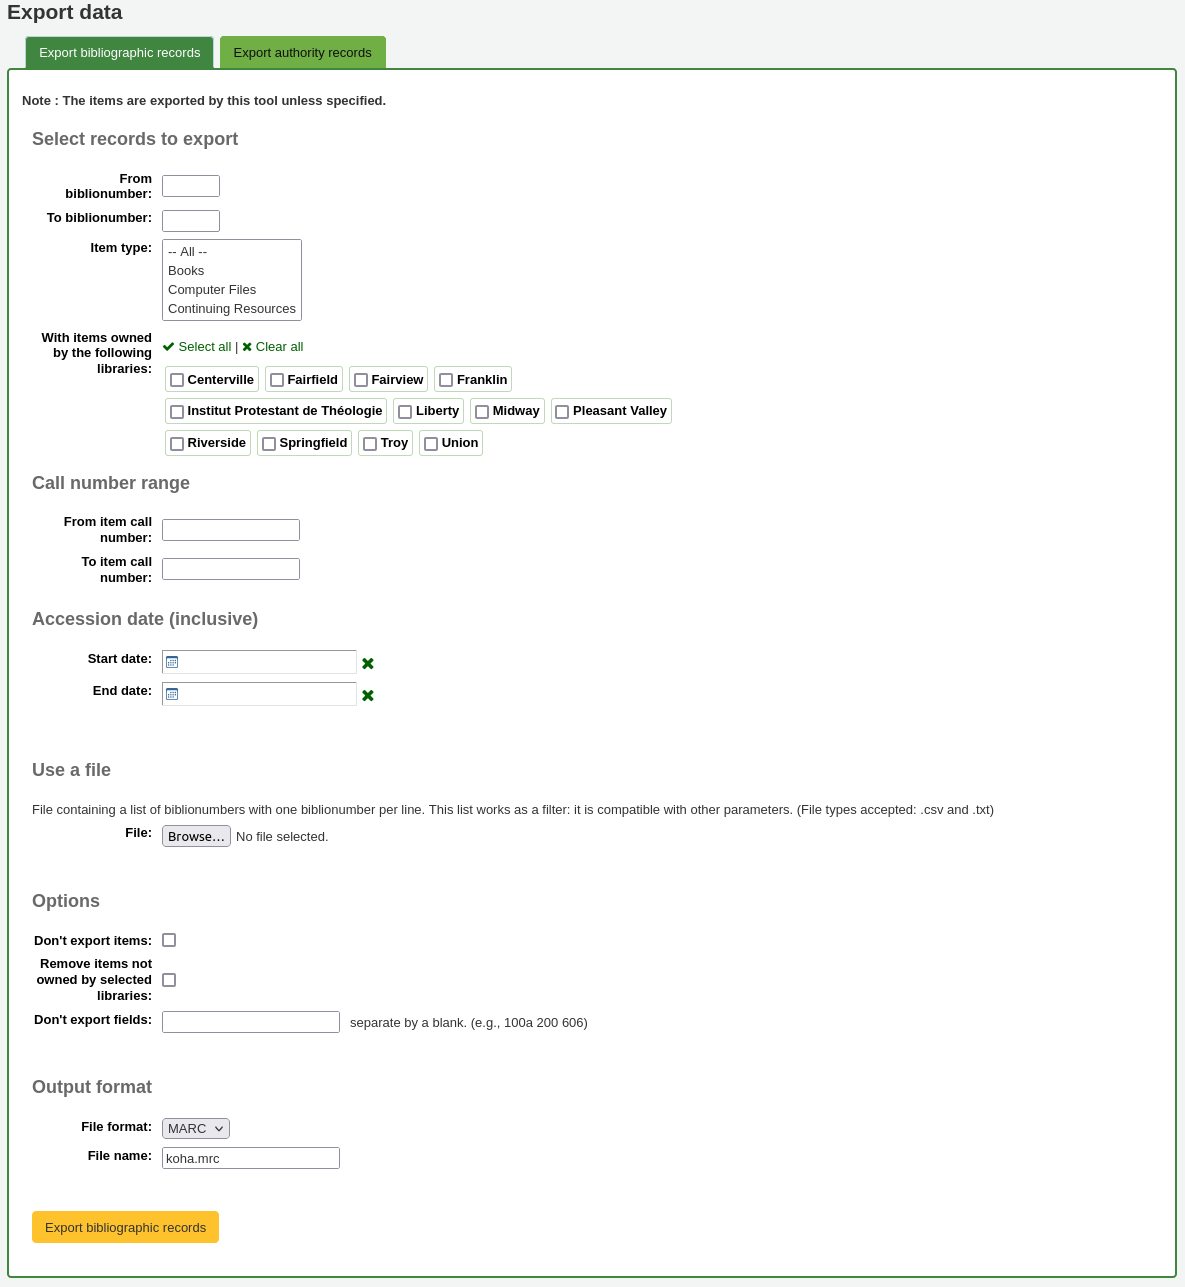 Export data
Export bibliographic records
Export authority records
Note : The items are exported by this tool unless specified.
Select records to export
From
biblionumber:
To biblionumber:
Item type:
-- All --
Books
Computer Files
Continuing Resources
With items owned
by the following
libraries:
Select all | Clear all
Centerville Fairfield Fairview Franklin
Institut Protestant de Théologie Liberty Midway Pleasant Valley
Riverside Springfield Troy Union
Call number range
From item call
number:
To item call
number:
Accession date (inclusive)
Start date:
End date:
Use a file
File containing a list of biblionumbers with one biblionumber per line. This list works as a filter: it is compatible with other parameters. (File types accepted: .csv and .txt)
File: Browse... No file selected.
Options
Don't export items:
Remove items not
owned by selected
libraries:
Don't export fields: separate by a blank. (e.g., 100a 200 606)
Output format
File format: MARC
File name: koha.mrc
Export bibliographic records